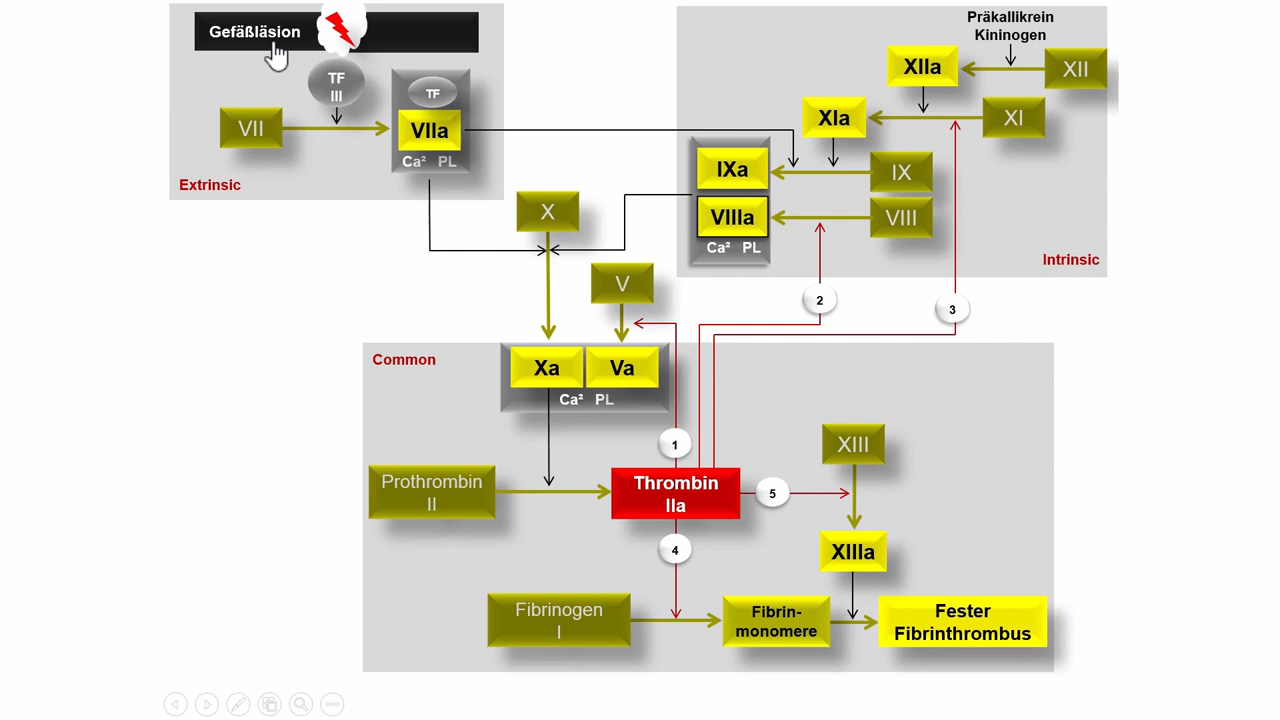 Gefäßläsion
TF
III
TF
VII
VIIa
Ca² PL
Extrinsic
Präkallikrein
Kininogen
XIIa
XII
XIa
XI
IXa
IX
VIIIa
VIII
Ca² PL
Intrinsic
X
V
2
3
Common
Xa
Va
Ca² PL
1
XIII
Prothrombin
II
Thrombin
IIa
5
4
XIIIa
Fibrinogen
I
Fibrin-
monomere
Fester
Fibrinthrombus